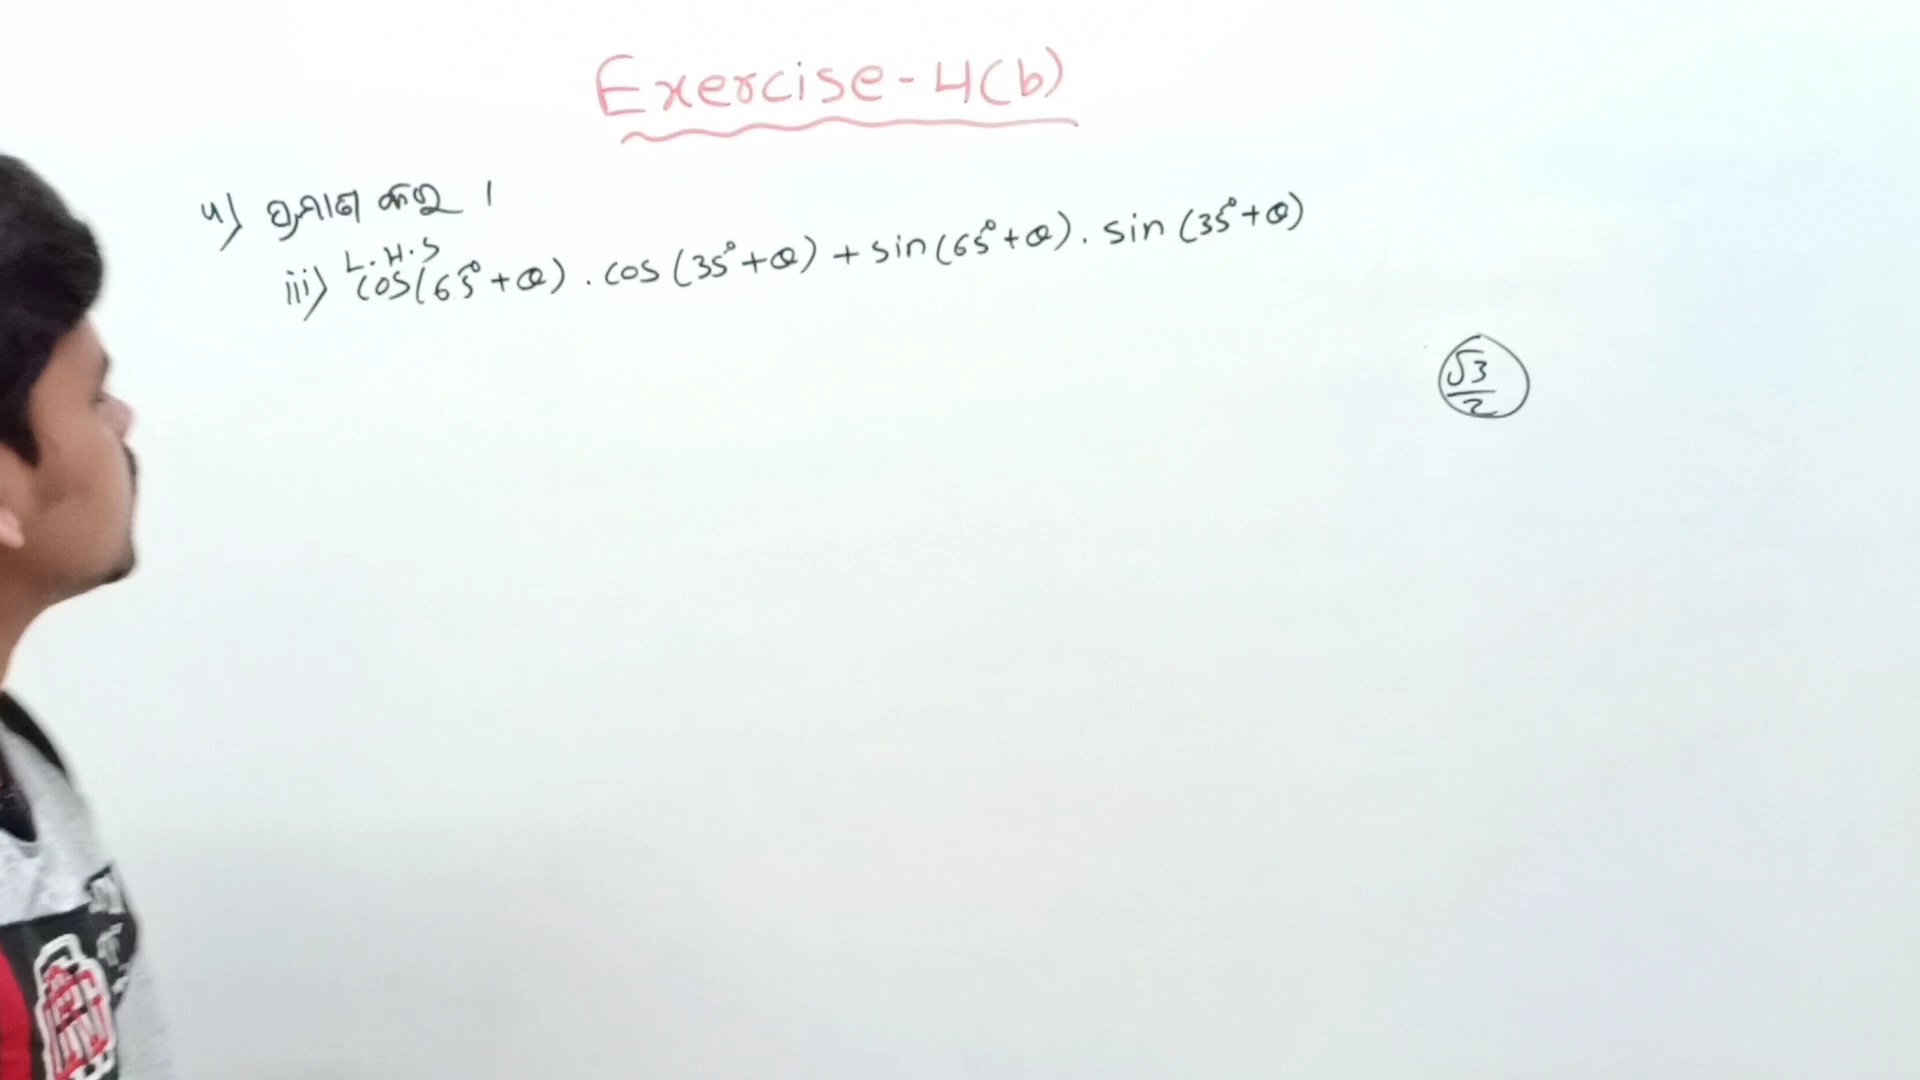 Exercise-4(b)
4) ପ୍ରମାଣ କର ।
L.H.S
iii) cos(65°+θ) . cos (35°+θ) + sin(65°+θ) . sin (35°+θ)
√3/2